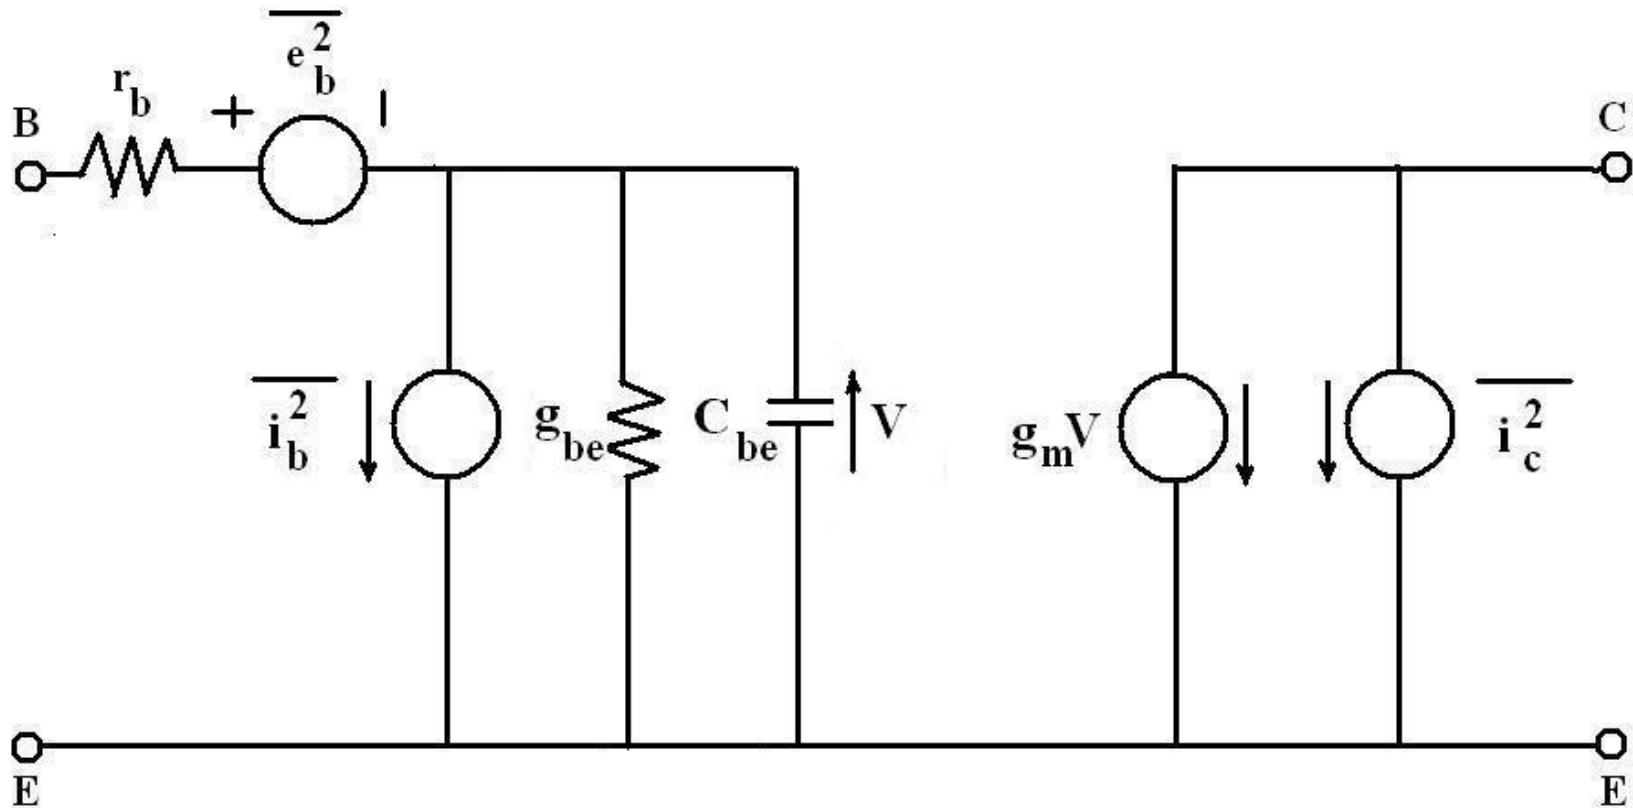 e_b^2
r_b
+ −
B C
i_b^2 g_be C_be V g_mV i_c^2
E E